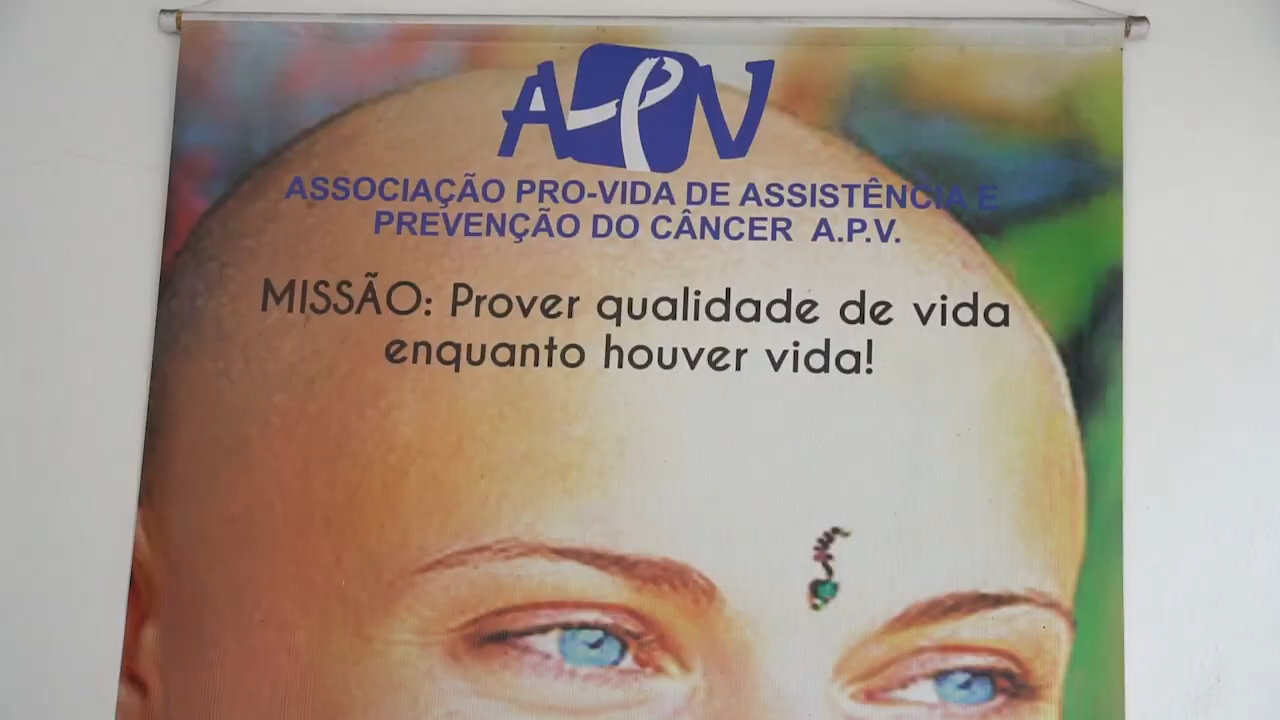 APV
ASSOCIAÇÃO PRO-VIDA DE ASSISTÊNCIA E
PREVENÇÃO DO CÂNCER A.P.V.
MISSÃO: Prover qualidade de vida
enquanto houver vida!